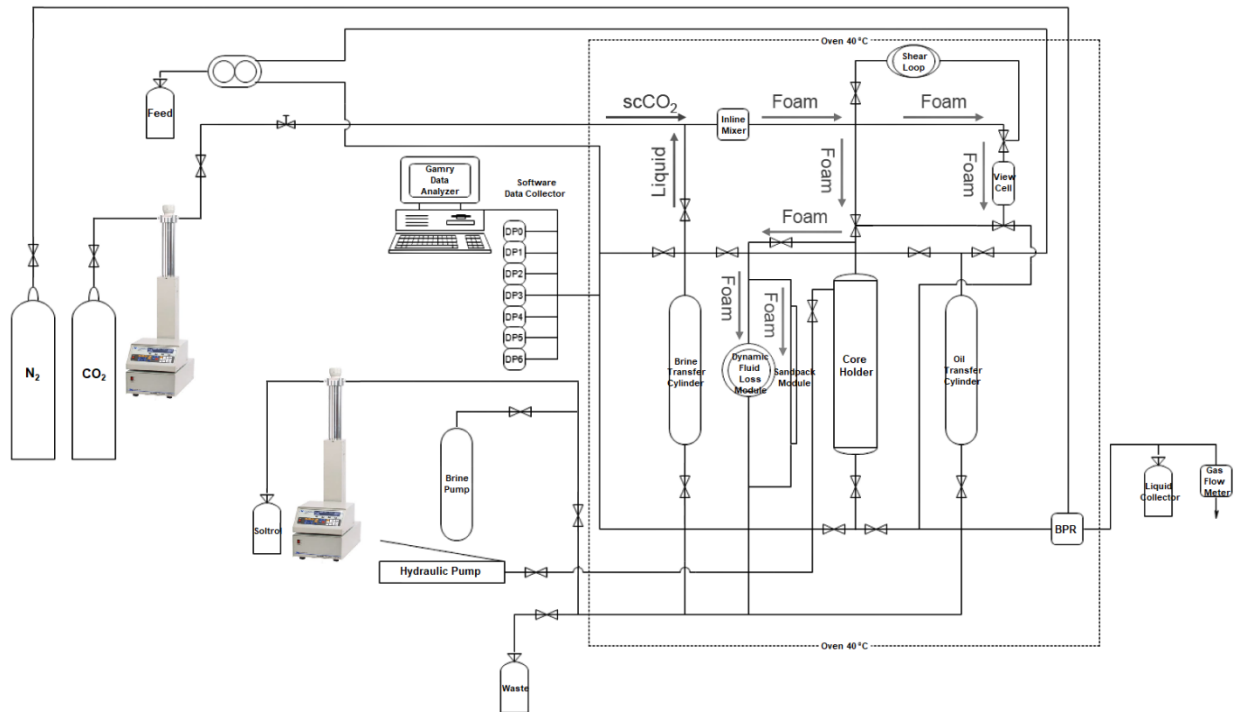 Oven 40 ⁰C
Shear
Loop
Feed
scCO₂
Foam
Foam
Inline
Mixer
Liquid
Foam
Foam
View
Cell
Gamry
Data
Analyzer
Software
Data Collector
DP0
DP1
DP2
DP3
DP4
DP5
DP6
Foam
Foam
Foam
N₂
CO₂
Brine
Transfer
Cylinder
Dynamic
Fluid
Loss
Module
Sandpack
Module
Core
Holder
Oil
Transfer
Cylinder
Brine
Pump
Soltrol
Hydraulic Pump
BPR
Liquid
Collector
Gas
Flow
Meter
Oven 40 ⁰C
Waste